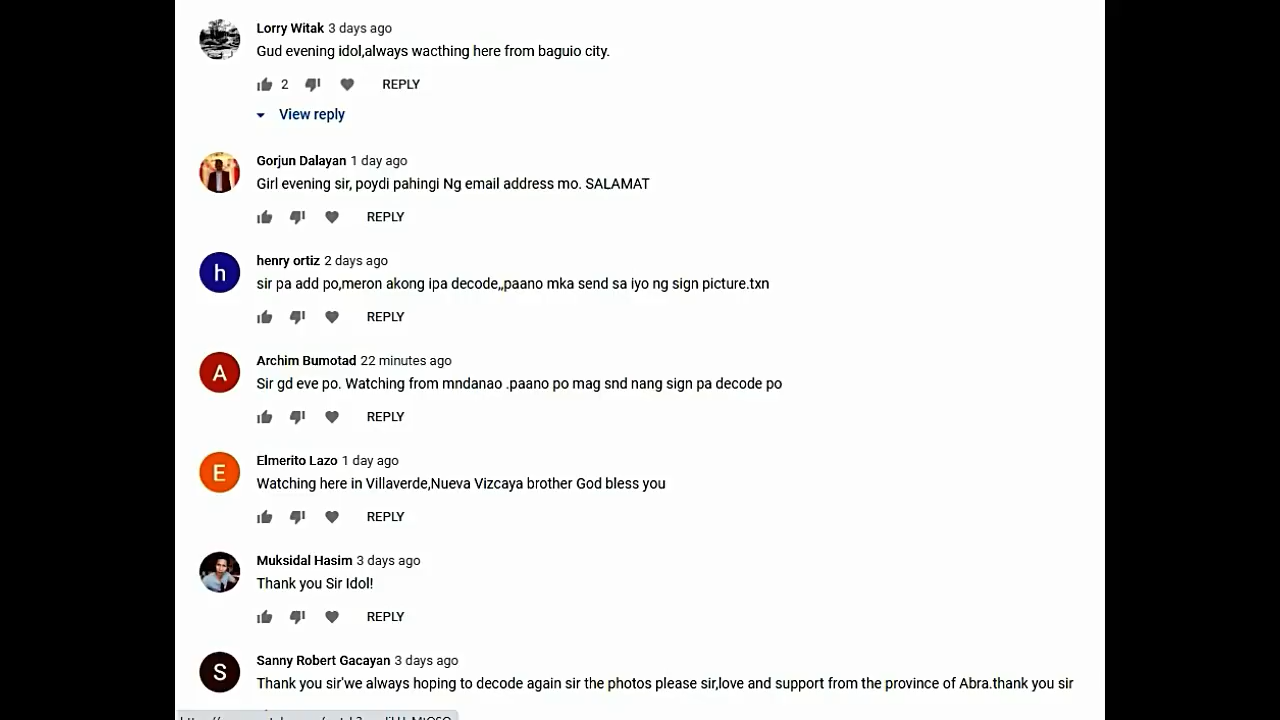 Lorry Witak 3 days ago
Gud evening idol,always wacthing here from baguio city.
2 REPLY
View reply
Gorjun Dalayan 1 day ago
Girl evening sir, poydi pahingi Ng email address mo. SALAMAT
REPLY
h
henry ortiz 2 days ago
sir pa add po,meron akong ipa decode,,paano mka send sa iyo ng sign picture.txn
REPLY
A
Archim Bumotad 22 minutes ago
Sir gd eve po. Watching from mndanao .paano po mag snd nang sign pa decode po
REPLY
E
Elmerito Lazo 1 day ago
Watching here in Villaverde,Nueva Vizcaya brother God bless you
REPLY
Muksidal Hasim 3 days ago
Thank you Sir Idol!
REPLY
S
Sanny Robert Gacayan 3 days ago
Thank you sir'we always hoping to decode again sir the photos please sir,love and support from the province of Abra.thank you sir